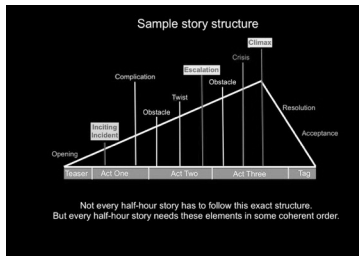 Sample story structure
Climax
Crisis
Escalation
Complication
Obstacle
Twist
Obstacle
Resolution
Inciting
Incident
Acceptance
Opening
Teaser Act One Act Two Act Three Tag
Not every half-hour story has to follow this exact structure.
But every half-hour story needs these elements in some coherent order.